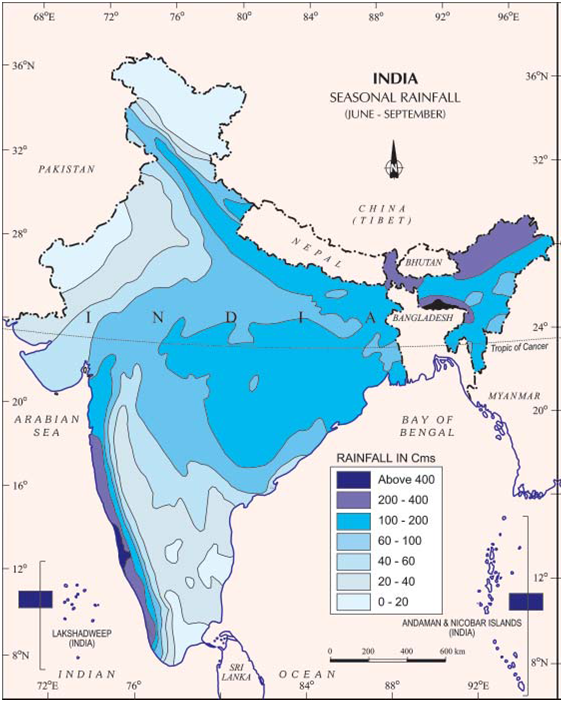 68°E 72° 76° 80° 84° 88° 92° 96°E
36°N
36°N
INDIA
SEASONAL RAINFALL
(JUNE - SEPTEMBER)
N
32°
32°
PAKISTAN
CHINA
(TIBET)
28°
28°
NEPAL
BHUTAN
I N D I A
BANGLADESH
24°
24°
Tropic of Cancer
MYANMAR
20°
20°
ARABIAN
SEA
BAY OF
BENGAL
RAINFALL IN Cms
Above 400
200 - 400
100 - 200
60 - 100
40 - 60
20 - 40
0 - 20
16°
16°
12°
12°
LAKSHADWEEP
(INDIA)
ANDAMAN & NICOBAR ISLANDS
(INDIA)
8°N
8°N
SRI
LANKA
INDIAN OCEAN
0 200 400 600 km
72°E 76° 80° 84° 88° 92°E